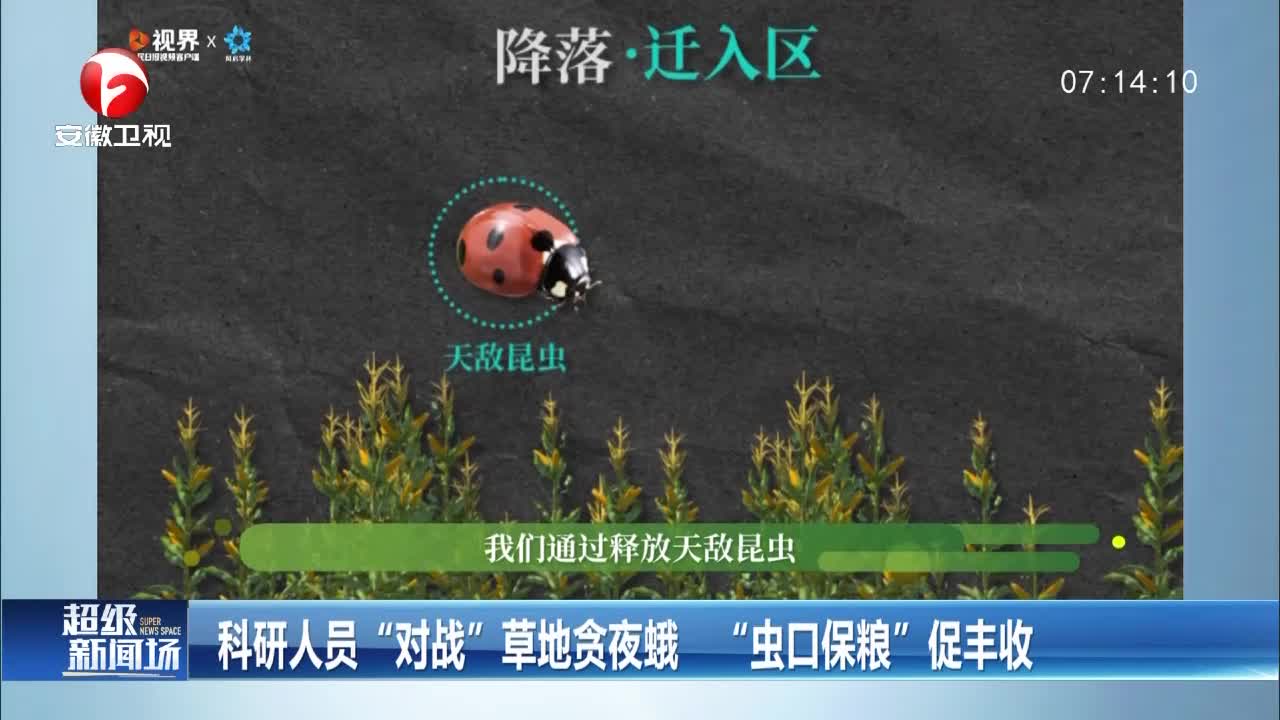 视界 x
降落·迁入区
07:14:10
安徽卫视
天敌昆虫
我们通过释放天敌昆虫
超级新闻场
SUPER
NEWS SPACE
科研人员“对战”草地贪夜蛾 “虫口保粮”促丰收